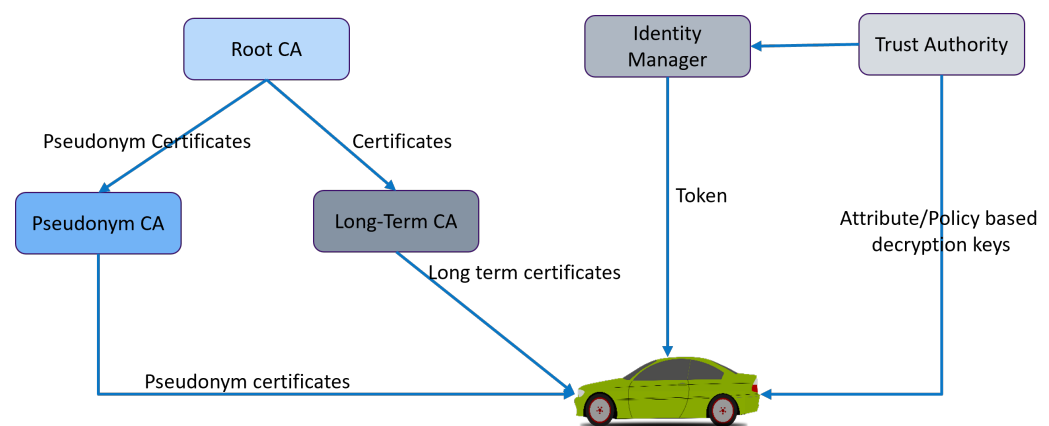 Root CA
Identity
Manager
Trust Authority
Pseudonym Certificates
Certificates
Pseudonym CA
Long-Term CA
Token
Attribute/Policy based
decryption keys
Long term certificates
Pseudonym certificates